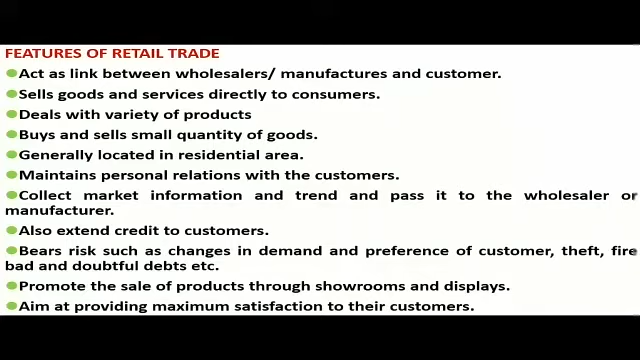 FEATURES OF RETAIL TRADE
Act as link between wholesalers/ manufactures and customer.
Sells goods and services directly to consumers.
Deals with variety of products
Buys and sells small quantity of goods.
Generally located in residential area.
Maintains personal relations with the customers.
Collect market information and trend and pass it to the wholesaler or
manufacturer.
Also extend credit to customers.
Bears risk such as changes in demand and preference of customer, theft, fire
bad and doubtful debts etc.
Promote the sale of products through showrooms and displays.
Aim at providing maximum satisfaction to their customers.